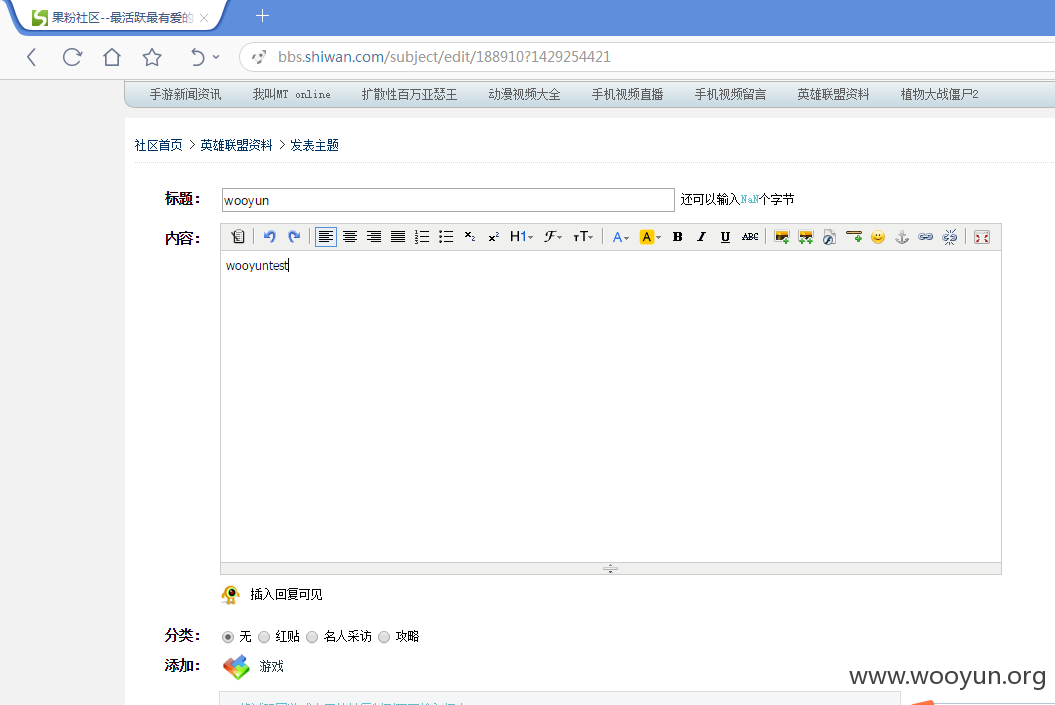 果粉社区--最活跃最有爱的
bbs.shiwan.com/subject/edit/188910?1429254421
手游新闻资讯 我叫MT online 扩散性百万亚瑟王 动漫视频大全 手机视频直播 手机视频留言 英雄联盟资料 植物大战僵尸2
社区首页 > 英雄联盟资料 > 发表主题
标题： wooyun 还可以输入NaN个字节
内容：
H1 F TT A A B I U ABC
wooyuntest
插入回复可见
分类： 无 红贴 名人采访 攻略
添加： 游戏
www.wooyun.org